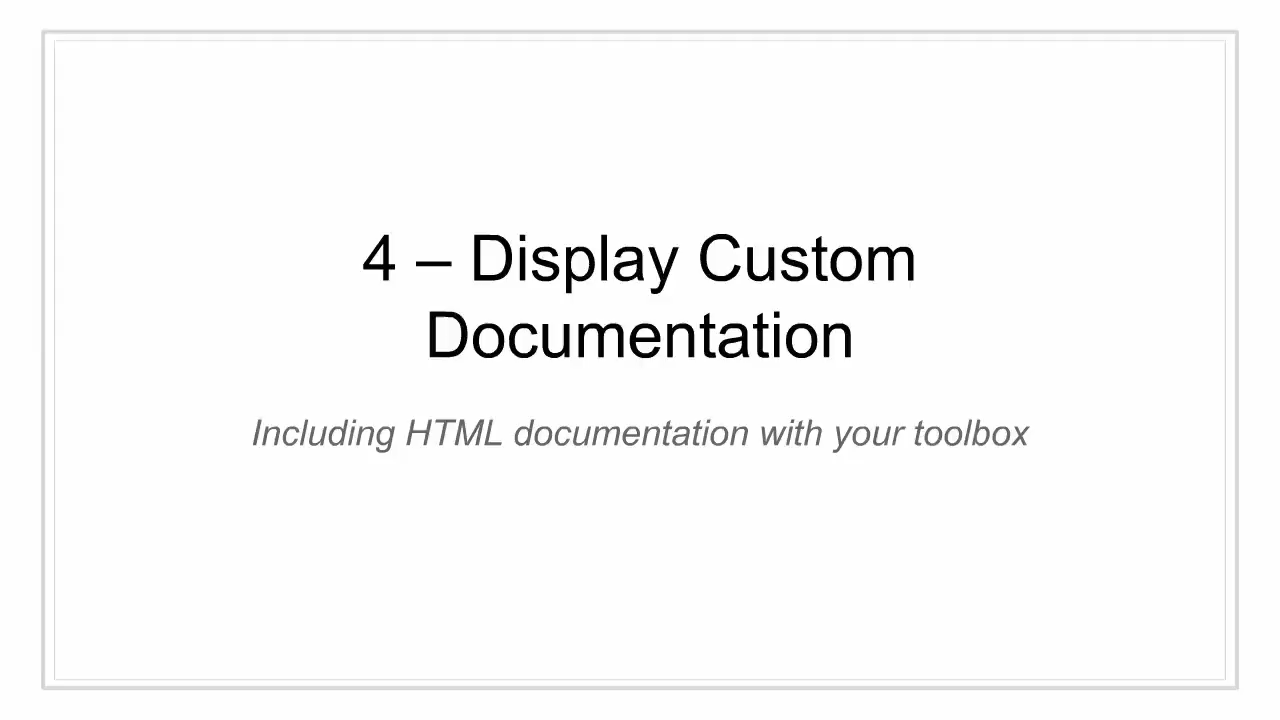 4 – Display Custom
Documentation
Including HTML documentation with your toolbox